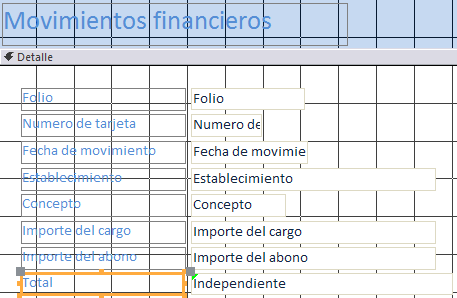 Movimientos financieros
Detalle
Folio Folio
Numero de tarjeta Numero de
Fecha de movimiento Fecha de movimie
Establecimiento Establecimiento
Concepto Concepto
Importe del cargo Importe del cargo
Importe del abono Importe del abono
Total Independiente